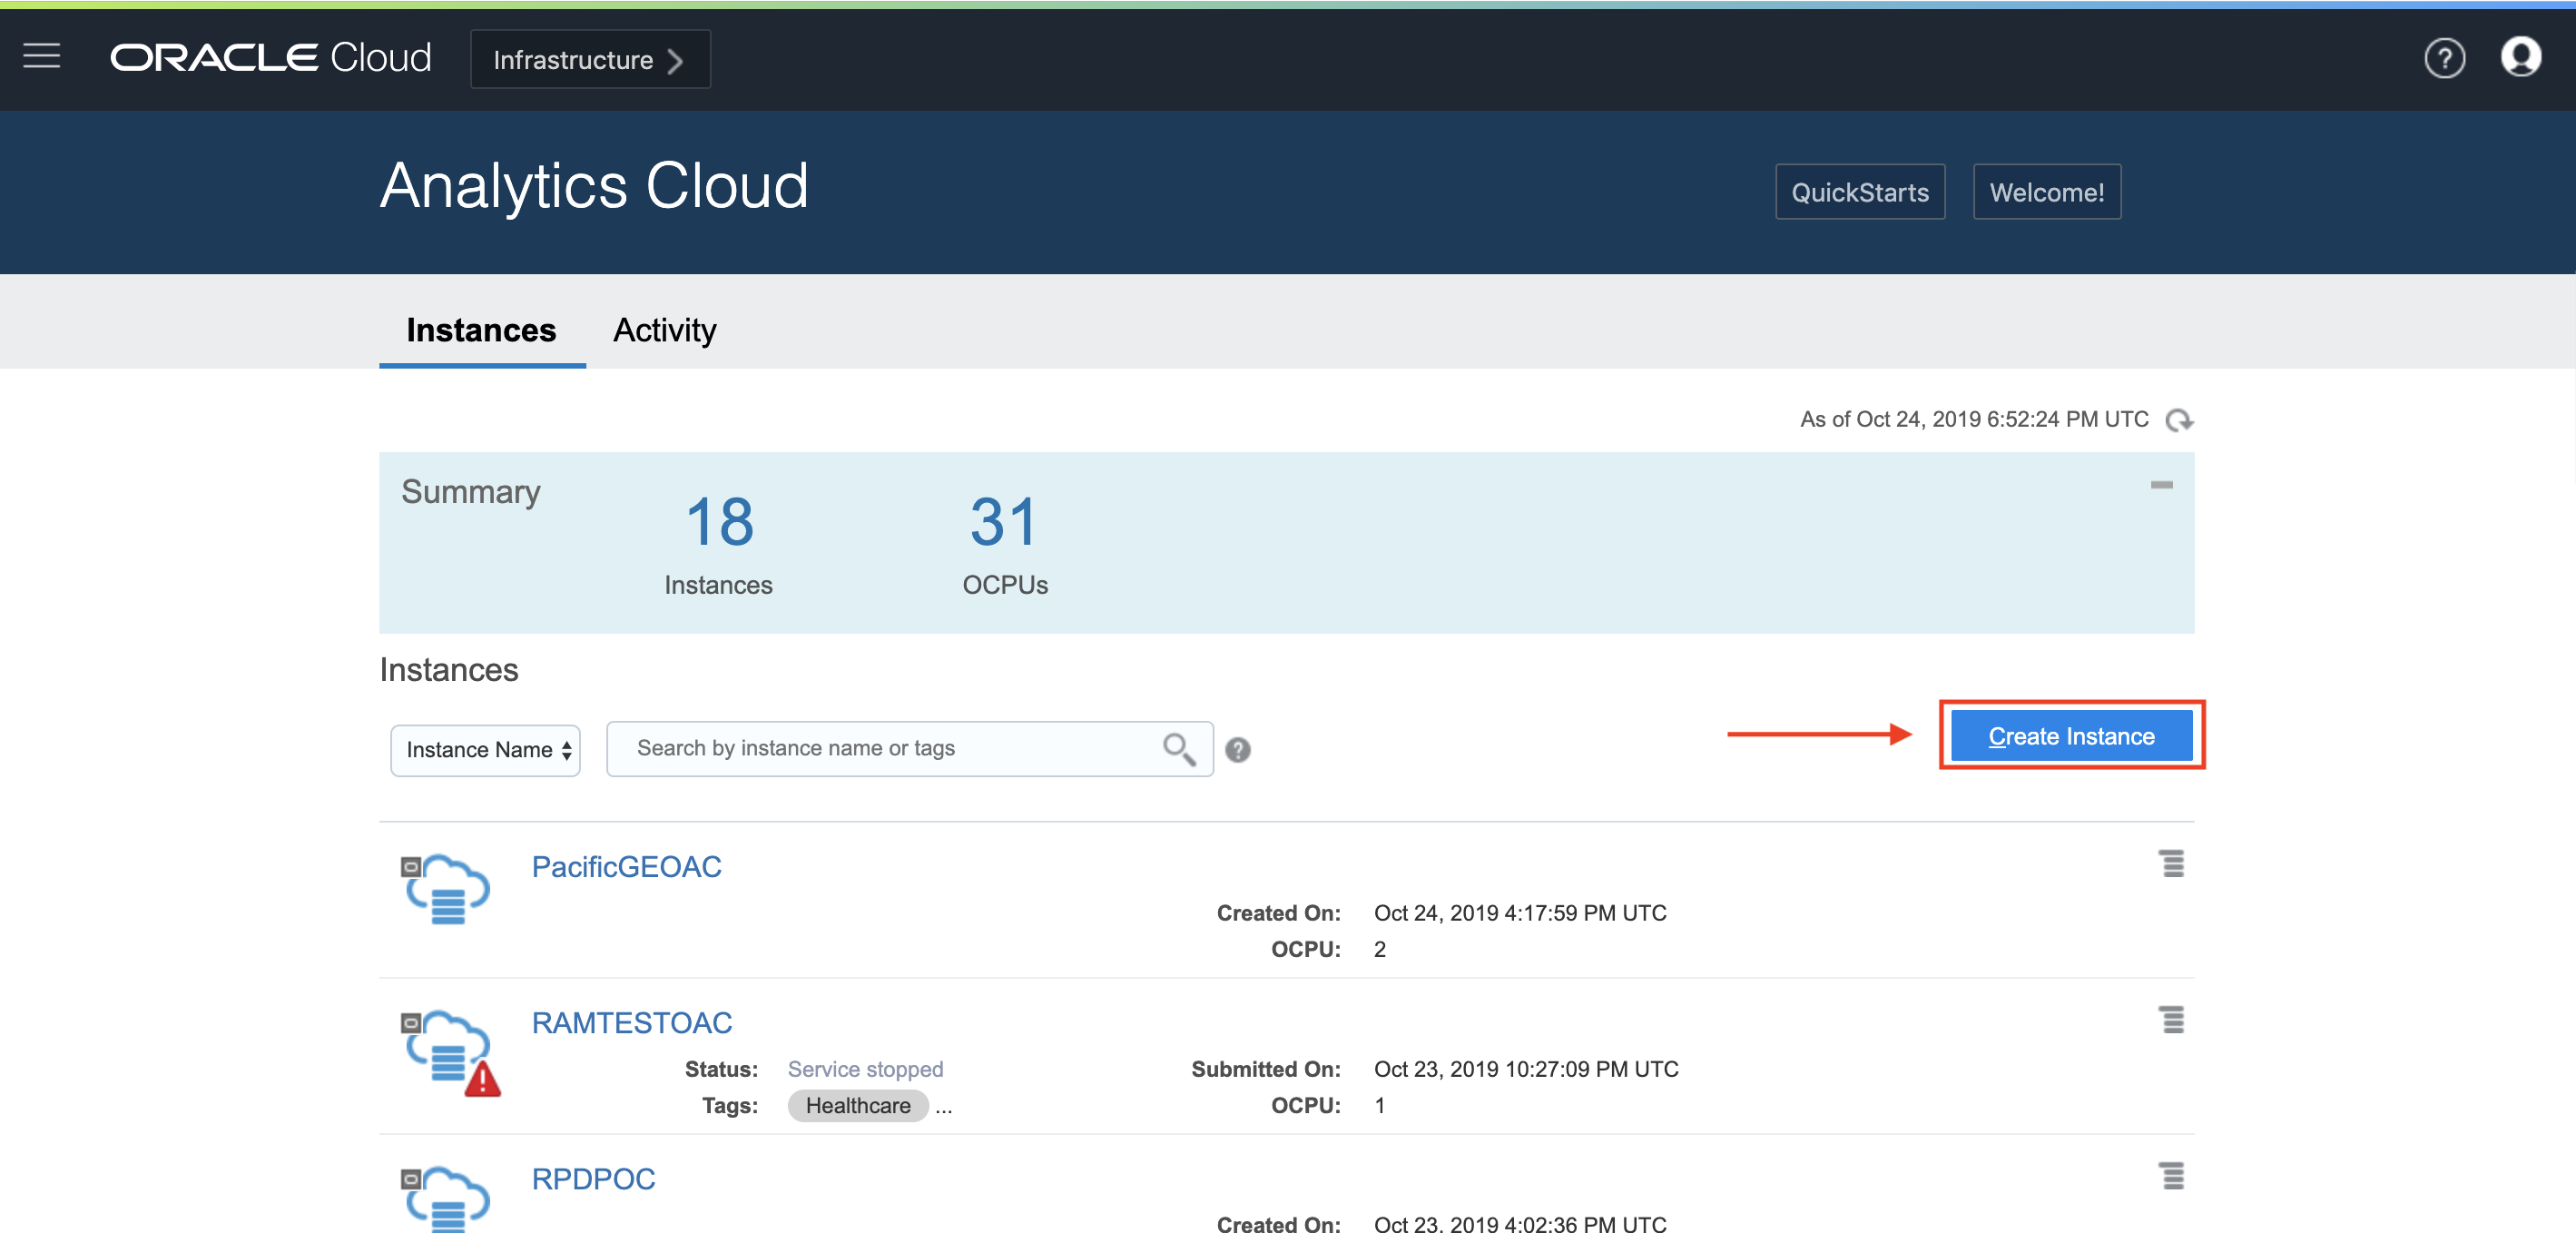 ORACLE Cloud Infrastructure
Analytics Cloud QuickStarts Welcome!
Instances Activity
As of Oct 24, 2019 6:52:24 PM UTC
Summary 18 31
Instances OCPUs
Instances
Instance Name Search by instance name or tags Create Instance
PacificGEOAC
Created On: Oct 24, 2019 4:17:59 PM UTC
OCPU: 2
RAMTESTOAC
Status: Service stopped Submitted On: Oct 23, 2019 10:27:09 PM UTC
Tags: Healthcare ... OCPU: 1
RPDPOC
Created On: Oct 23, 2019 4:02:36 PM UTC